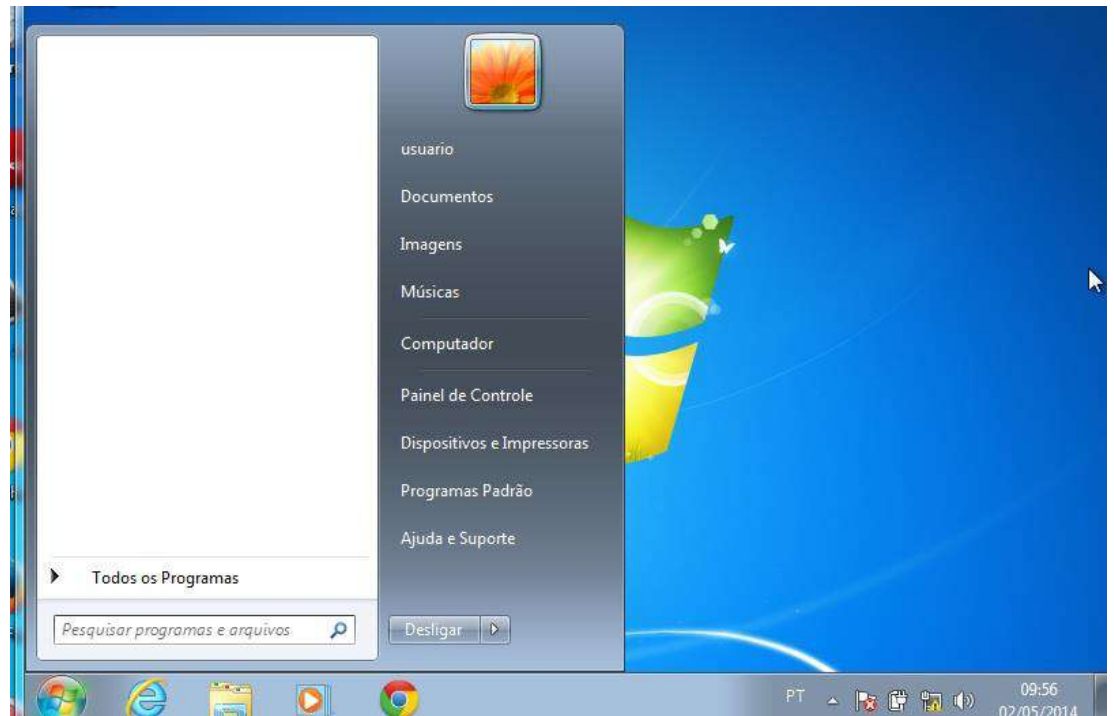 usuario
Documentos
Imagens
Músicas
Computador
Painel de Controle
Dispositivos e Impressoras
Programas Padrão
Ajuda e Suporte
Todos os Programas
Pesquisar programas e arquivos
Desligar
PT
09:56
02/05/2014